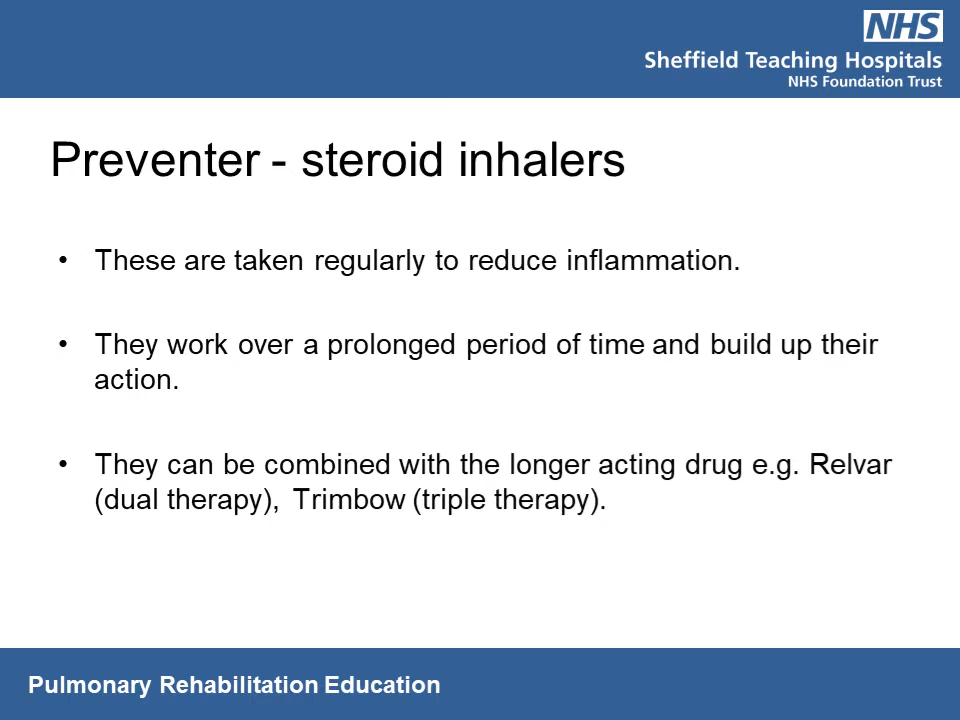 NHS
Sheffield Teaching Hospitals
NHS Foundation Trust
Preventer - steroid inhalers
• These are taken regularly to reduce inflammation.
• They work over a prolonged period of time and build up their
action.
• They can be combined with the longer acting drug e.g. Relvar
(dual therapy), Trimbow (triple therapy).
Pulmonary Rehabilitation Education